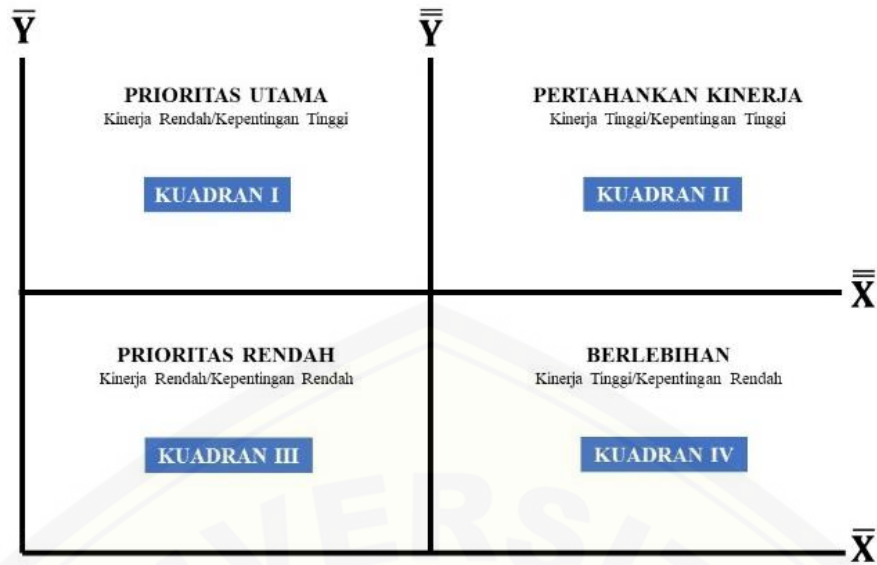 Y̅ Y̿
PRIORITAS UTAMA
Kinerja Rendah/Kepentingan Tinggi
KUADRAN I
PERTAHANKAN KINERJA
Kinerja Tinggi/Kepentingan Tinggi
KUADRAN II
X̿
PRIORITAS RENDAH
Kinerja Rendah/Kepentingan Rendah
KUADRAN III
BERLEBIHAN
Kinerja Tinggi/Kepentingan Rendah
KUADRAN IV
X̅
VERSI